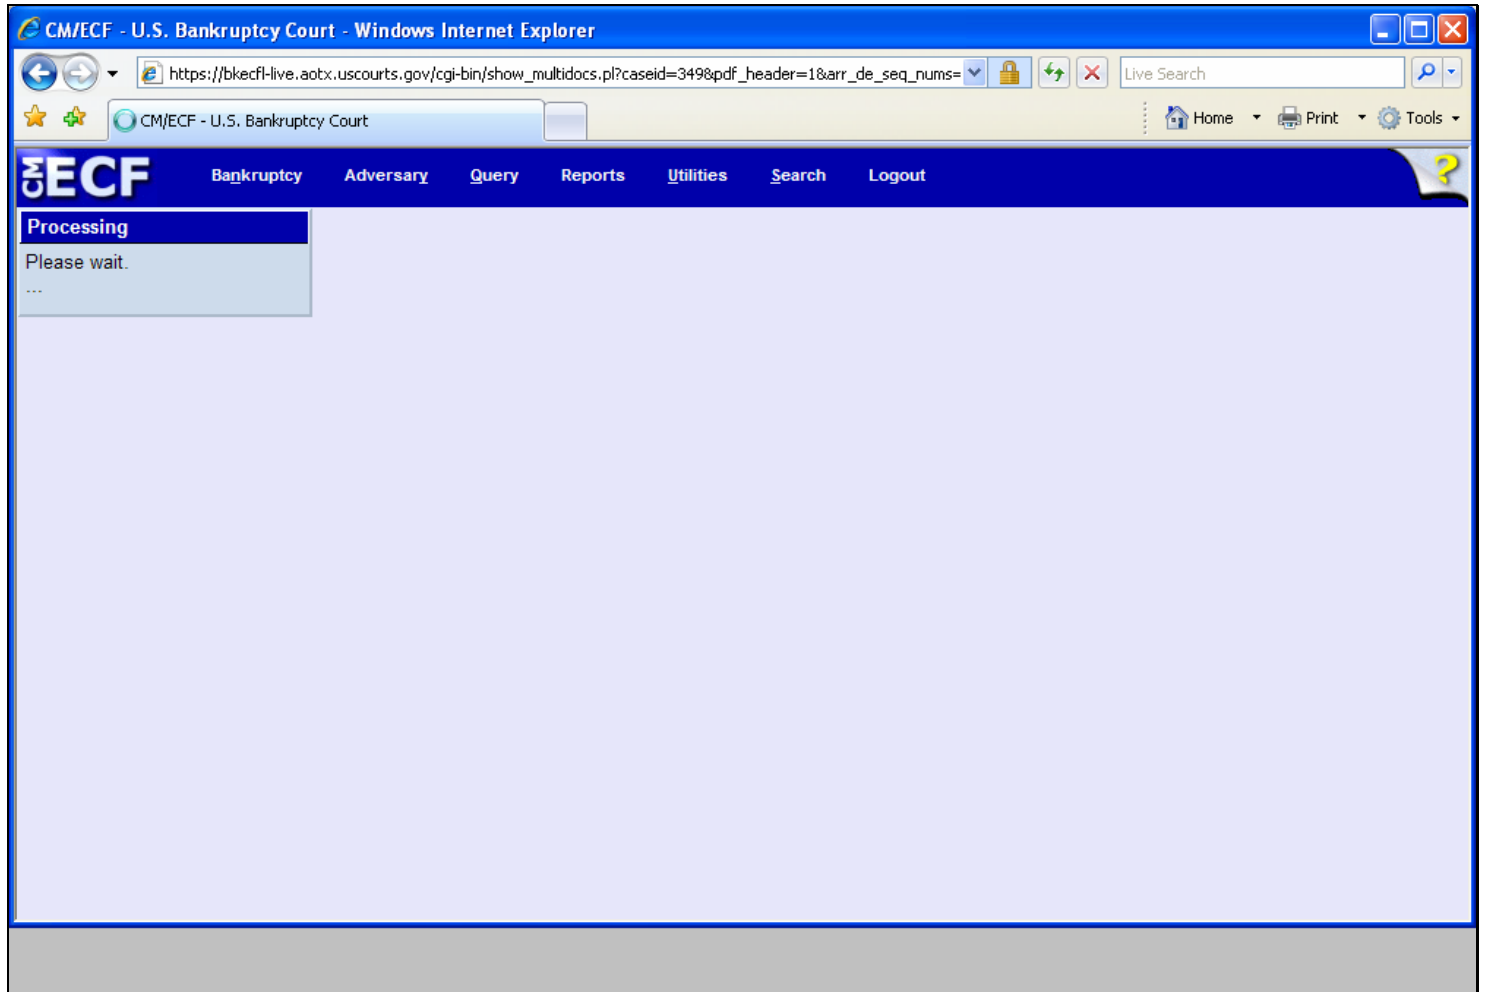 CM/ECF - U.S. Bankruptcy Court - Windows Internet Explorer
https://bkecfl-live.aotx.uscourts.gov/cgi-bin/show_multidocs.pl?caseid=349&pdf_header=1&arr_de_seq_nums=
Live Search
CM/ECF - U.S. Bankruptcy Court
Home
Print
Tools
CM ECF
Bankruptcy
Adversary
Query
Reports
Utilities
Search
Logout
?
Processing
Please wait.
...